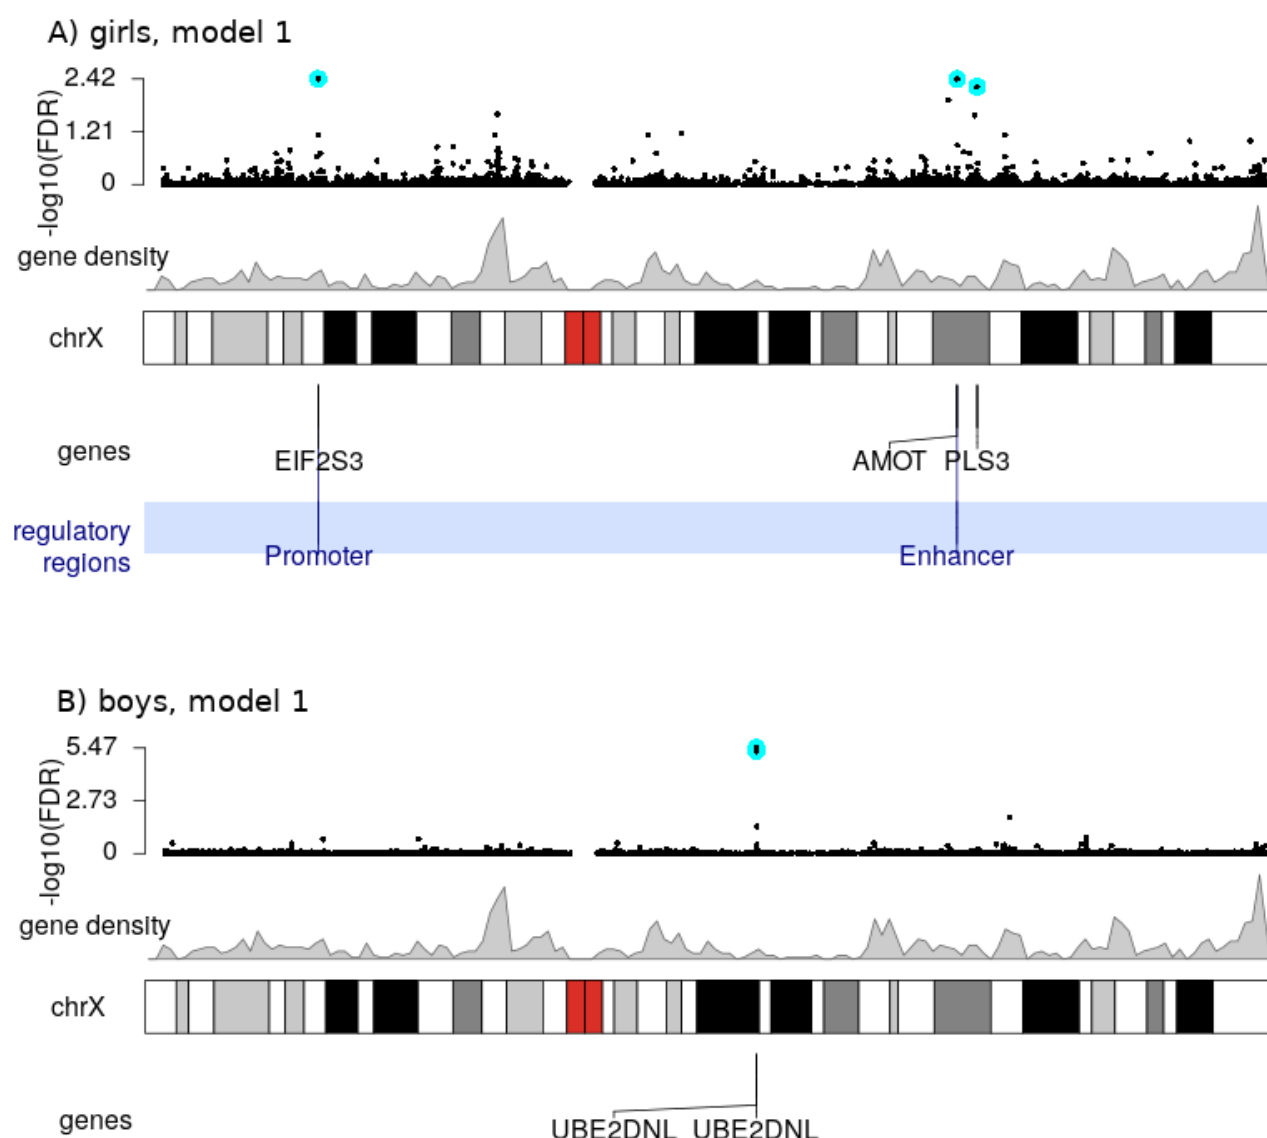 A) girls, model 1
2.42
1.21
0
-log10(FDR)
gene density
chrX
genes
EIF2S3
AMOT PLS3
regulatory
regions
Promoter
Enhancer
B) boys, model 1
5.47
2.73
0
-log10(FDR)
gene density
chrX
genes
UBE2DNL UBE2DNL